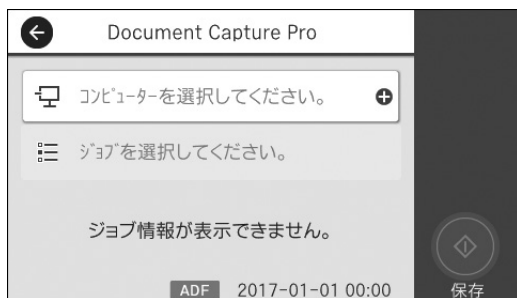 Document Capture Pro
コンピューターを選択してください。
ジョブを選択してください。
ジョブ情報が表示できません。
ADF 2017-01-01 00:00
保存